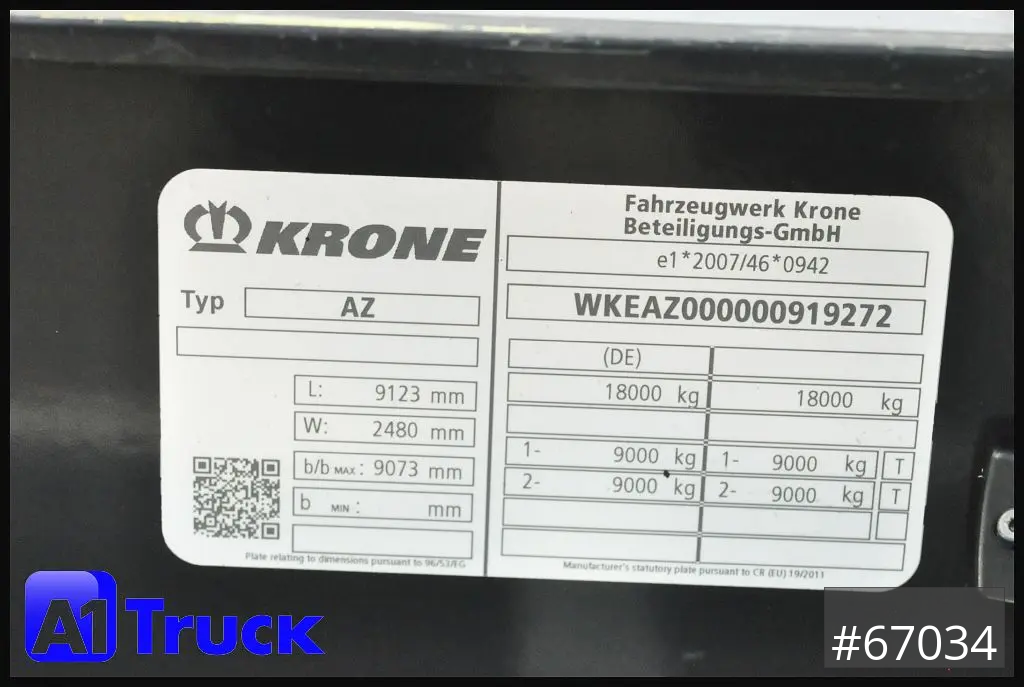 KRONE
Typ AZ
L: 9123 mm
W: 2480 mm
b/b MAX: 9073 mm
b MIN: mm
Plate relating to dimensions pursuant to 96/53/EG
Fahrzeugwerk Krone
Beteiligungs-GmbH
e1*2007/46*0942
WKEAZ000000919272
(DE)
18000 kg 18000 kg
1- 9000 kg 1- 9000 kg T
2- 9000 kg 2- 9000 kg T
Manufacturer's statutory plate pursuant to CR (EU) 19/2011
A1 Truck
#67034